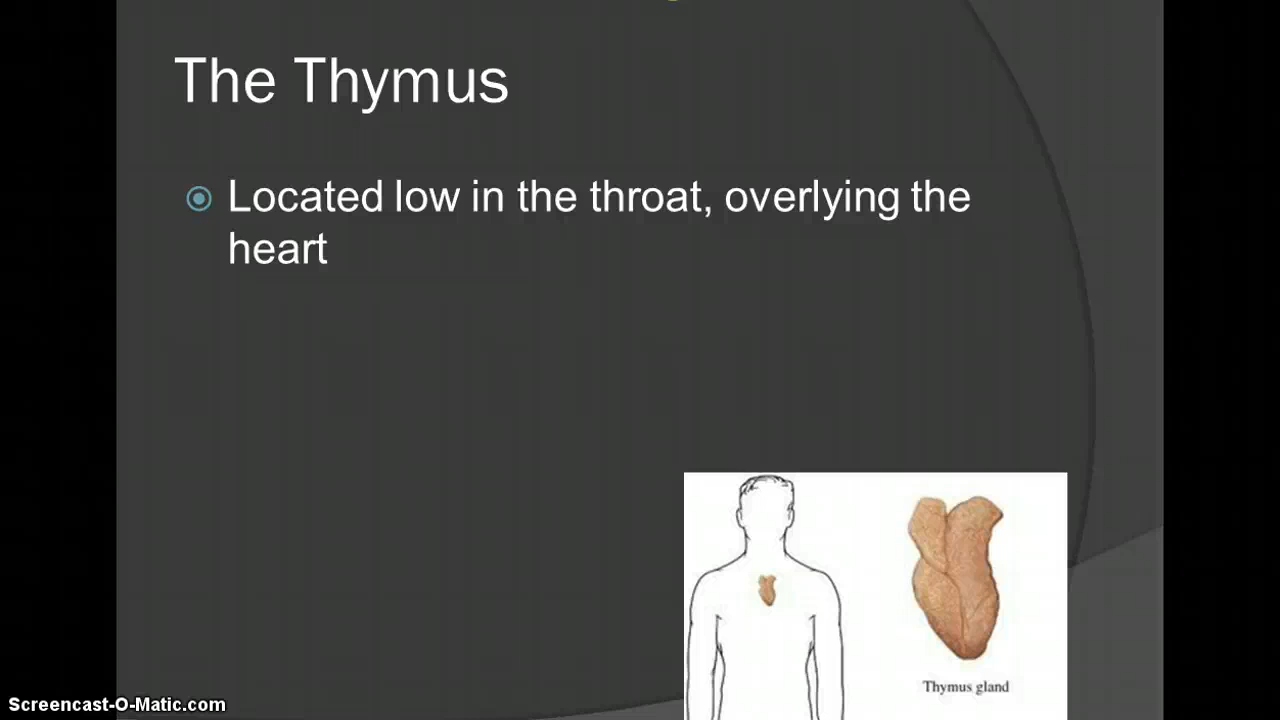 The Thymus
Located low in the throat, overlying the
heart
Thymus gland
Screencast-O-Matic.com